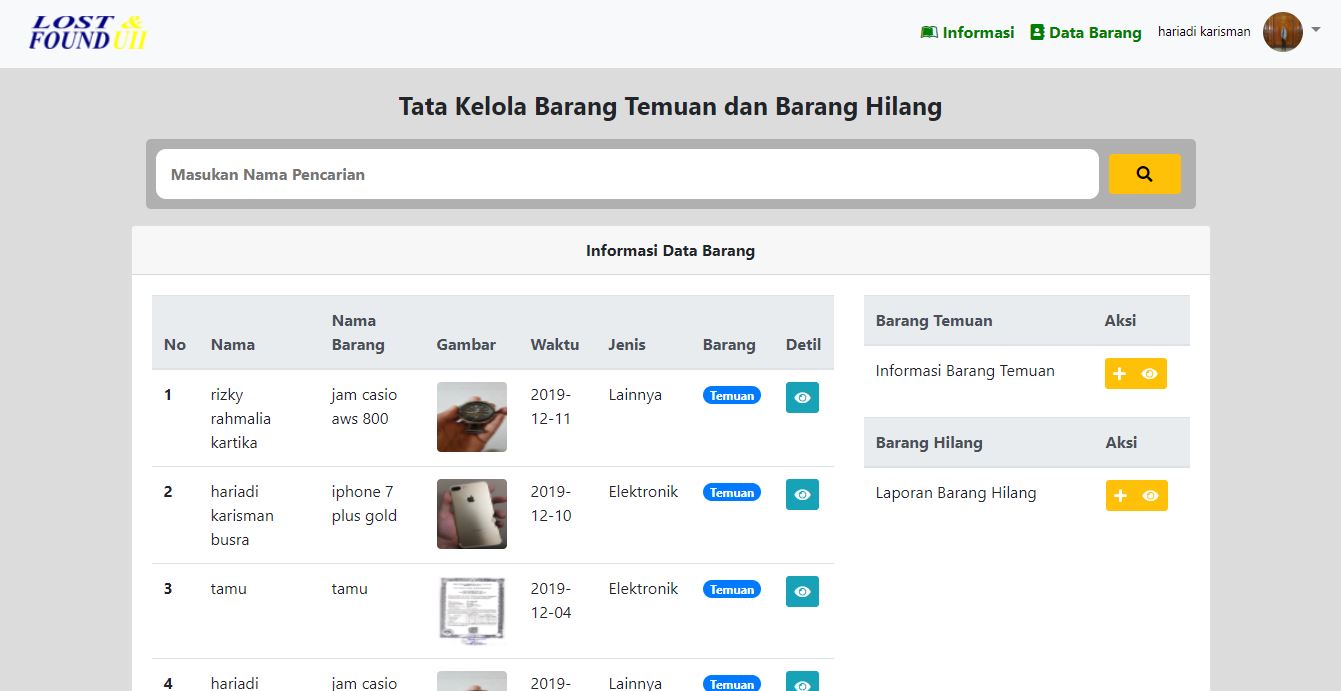 LOST &
FOUND UII
Informasi
Data Barang
hariadi karisman
Tata Kelola Barang Temuan dan Barang Hilang
Masukan Nama Pencarian
Informasi Data Barang
No
Nama
Nama
Barang
Gambar
Waktu
Jenis
Barang
Detil
1
rizky
rahmalia
kartika
jam casio
aws 800
2019-
12-11
Lainnya
Temuan
2
hariadi
karisman
busra
iphone 7
plus gold
2019-
12-10
Elektronik
Temuan
3
tamu
tamu
2019-
12-04
Elektronik
Temuan
4
hariadi
jam casio
2019-
Lainnya
Temuan
Barang Temuan
Aksi
Informasi Barang Temuan
Barang Hilang
Aksi
Laporan Barang Hilang